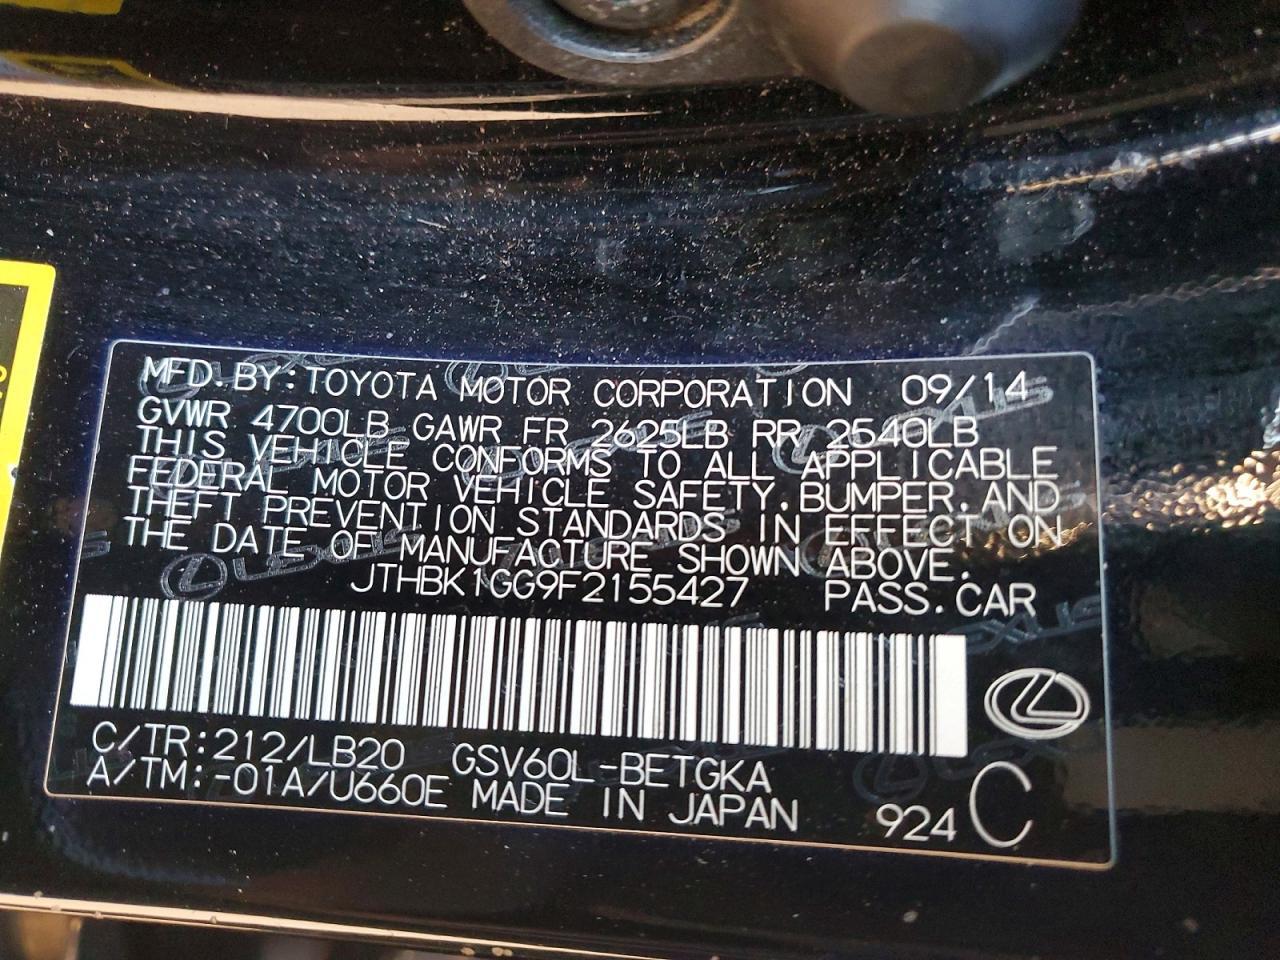 MFD.BY:TOYOTA MOTOR CORPORATION 09/14
GVWR 4700LB GAWR FR 2625LB RR 2540LB
THIS VEHICLE CONFORMS TO ALL APPLICABLE
FEDERAL MOTOR VEHICLE SAFETY,BUMPER,AND
THEFT PREVENTION STANDARDS IN EFFECT ON
THE DATE OF MANUFACTURE SHOWN ABOVE.
JTHBK1GG9F2155427 PASS.CAR
C/TR:212/LB20 GSV60L-BETGKA
A/TM:-01A/U660E MADE IN JAPAN 924 C